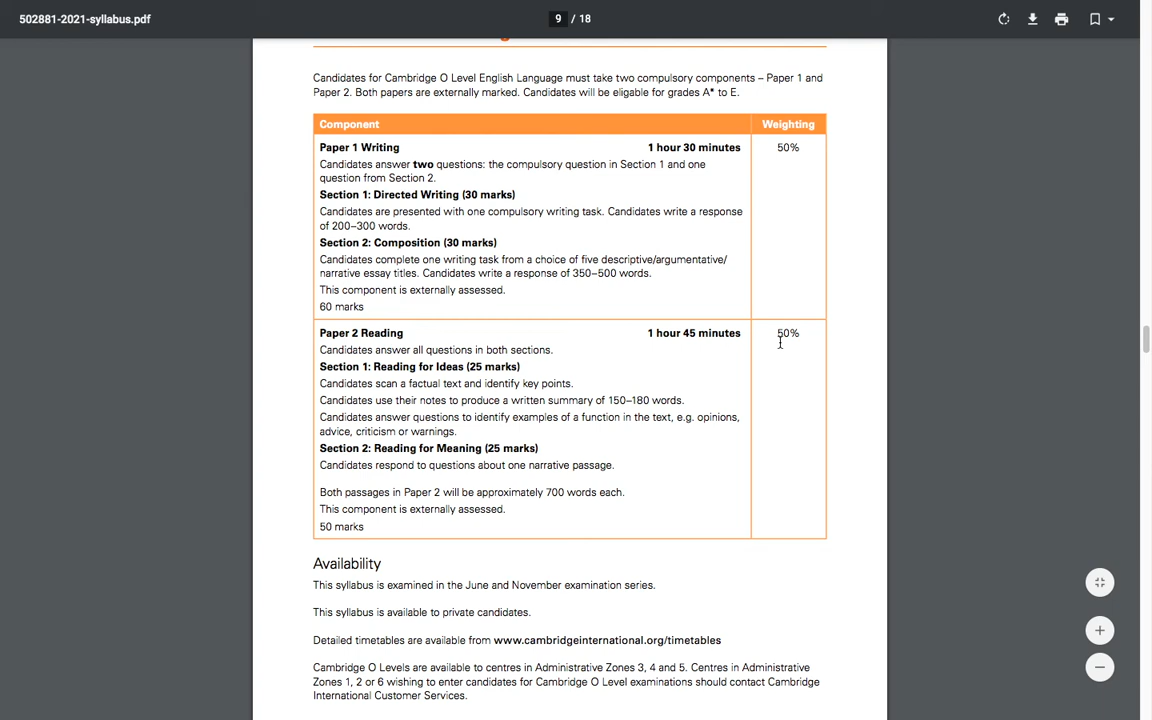 502881-2021-syllabus.pdf
9 / 18
Candidates for Cambridge O Level English Language must take two compulsory components – Paper 1 and
Paper 2. Both papers are externally marked. Candidates will be eligable for grades A* to E.
Component Weighting
Paper 1 Writing 1 hour 30 minutes 50%
Candidates answer two questions: the compulsory question in Section 1 and one
question from Section 2.
Section 1: Directed Writing (30 marks)
Candidates are presented with one compulsory writing task. Candidates write a response
of 200–300 words.
Section 2: Composition (30 marks)
Candidates complete one writing task from a choice of five descriptive/argumentative/
narrative essay titles. Candidates write a response of 350–500 words.
This component is externally assessed.
60 marks
Paper 2 Reading 1 hour 45 minutes 50%
Candidates answer all questions in both sections.
Section 1: Reading for Ideas (25 marks)
Candidates scan a factual text and identify key points.
Candidates use their notes to produce a written summary of 150–180 words.
Candidates answer questions to identify examples of a function in the text, e.g. opinions,
advice, criticism or warnings.
Section 2: Reading for Meaning (25 marks)
Candidates respond to questions about one narrative passage.
Both passages in Paper 2 will be approximately 700 words each.
This component is externally assessed.
50 marks
Availability
This syllabus is examined in the June and November examination series.
This syllabus is available to private candidates.
Detailed timetables are available from www.cambridgeinternational.org/timetables
Cambridge O Levels are available to centres in Administrative Zones 3, 4 and 5. Centres in Administrative
Zones 1, 2 or 6 wishing to enter candidates for Cambridge O Level examinations should contact Cambridge
International Customer Services.